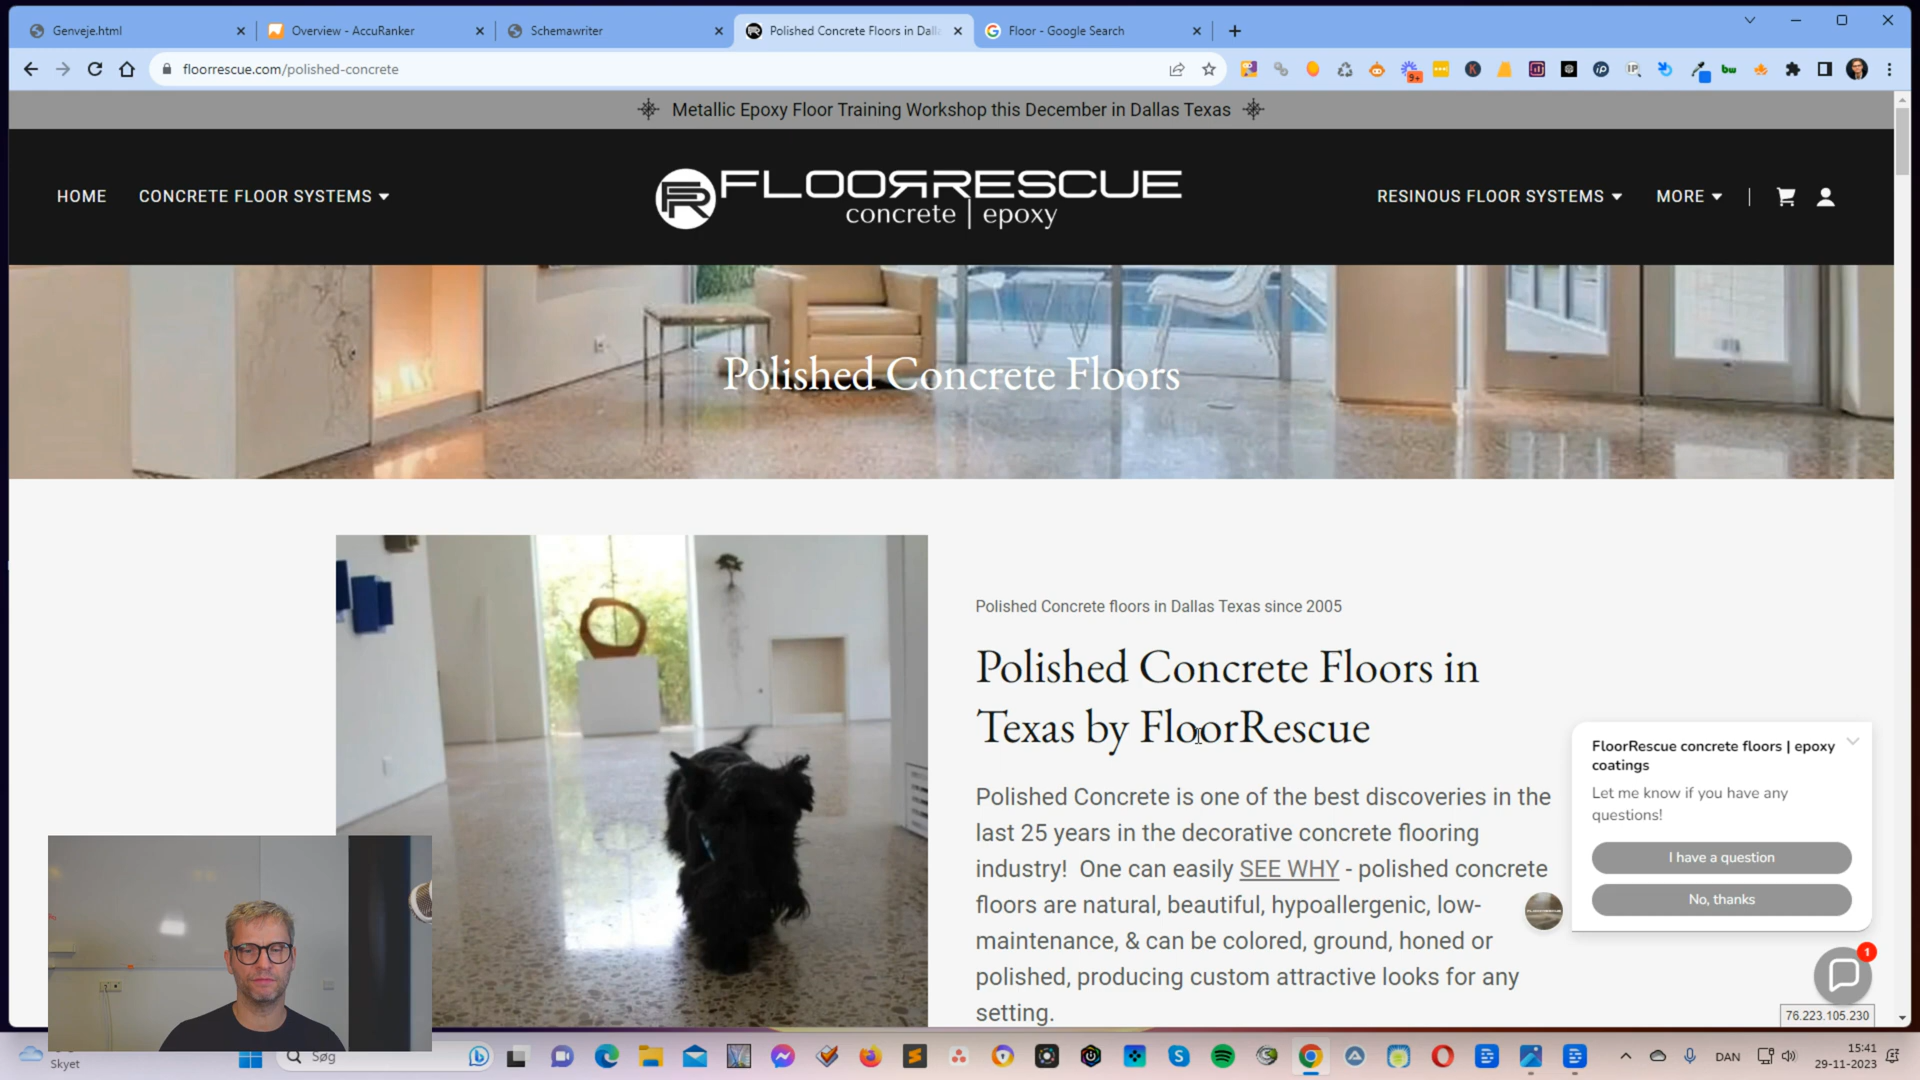 Genveje.html
Overview - AccuRanker
Schemawriter
Polished Concrete Floors in Dall
Floor - Google Search
floorrescue.com/polished-concrete
Metallic Epoxy Floor Training Workshop this December in Dallas Texas
HOME
CONCRETE FLOOR SYSTEMS
FLOORRESCUE
concrete | epoxy
RESINOUS FLOOR SYSTEMS
MORE
Polished Concrete Floors
Polished Concrete floors in Dallas Texas since 2005
Polished Concrete Floors in
Texas by FloorRescue
Polished Concrete is one of the best discoveries in the
last 25 years in the decorative concrete flooring
industry!  One can easily SEE WHY - polished concrete
floors are natural, beautiful, hypoallergenic, low-
maintenance, & can be colored, ground, honed or
polished, producing custom attractive looks for any
setting.
FloorRescue concrete floors | epoxy
coatings
Let me know if you have any
questions!
I have a question
No, thanks
1
76.223.105.230
Skyet
Søg
DAN
15:41
29-11-2023